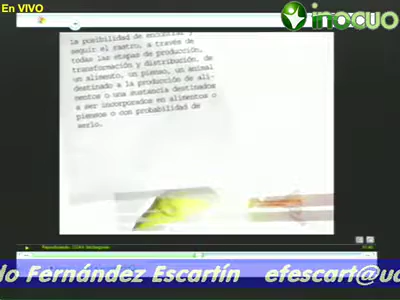 En VIVO
inocuo
La posibilidad de encontrar y
seguir el rastro, a través de
todas las etapas de producción,
transformación y distribución, de
un alimento, un pienso, un animal
destinado a la producción de ali-
mentos o una sustancia destinados
a ser incorporados en alimentos o
piensos o con probabilidad de
serlo.
do Fernández Escartín efescart@ua